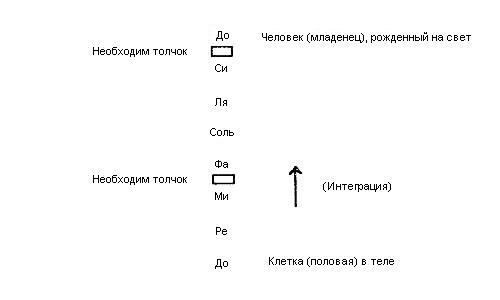 До Человек (младенец), рожденный на свет
Необходим толчок
Си
Ля
Соль
Фа
Необходим толчок
(Интеграция)
Ми
Ре
До Клетка (половая) в теле